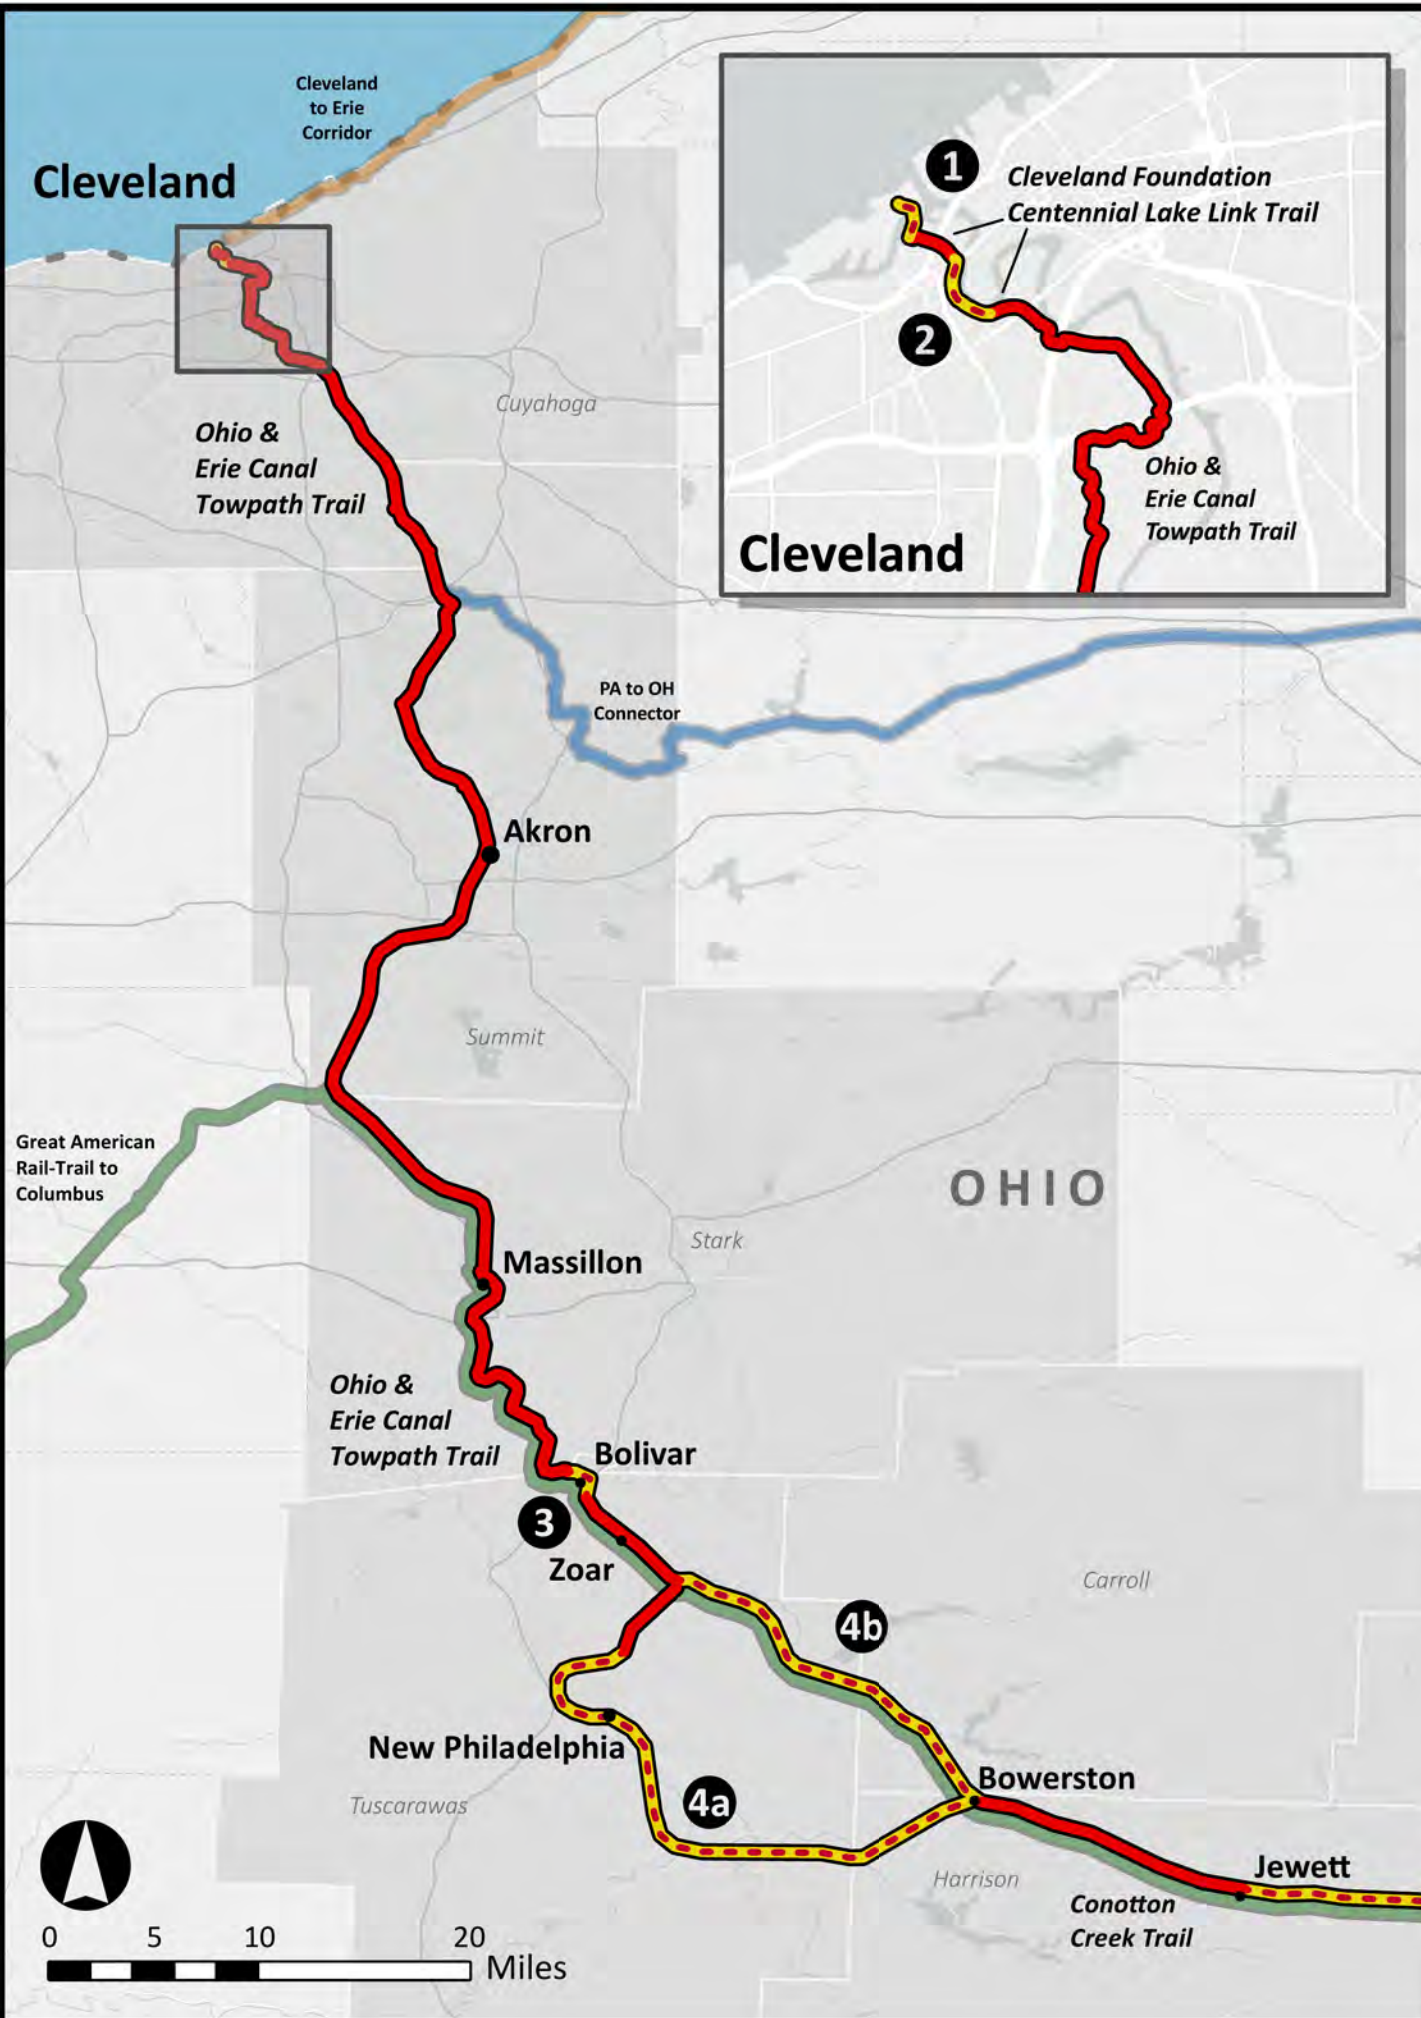 Cleveland
to Erie
Corridor
Cleveland
1
Cleveland Foundation
Centennial Lake Link Trail
2
Ohio &
Erie Canal
Towpath Trail
Cleveland
Cuyahoga
Ohio &
Erie Canal
Towpath Trail
PA to OH
Connector
Akron
Summit
Great American
Rail-Trail to
Columbus
OHIO
Stark
Massillon
Ohio &
Erie Canal
Towpath Trail
Bolivar
3
Zoar
Carroll
4b
New Philadelphia
Bowerston
4a
Tuscarawas
Jewett
Harrison
Conotton
Creek Trail
0 5 10 20
Miles